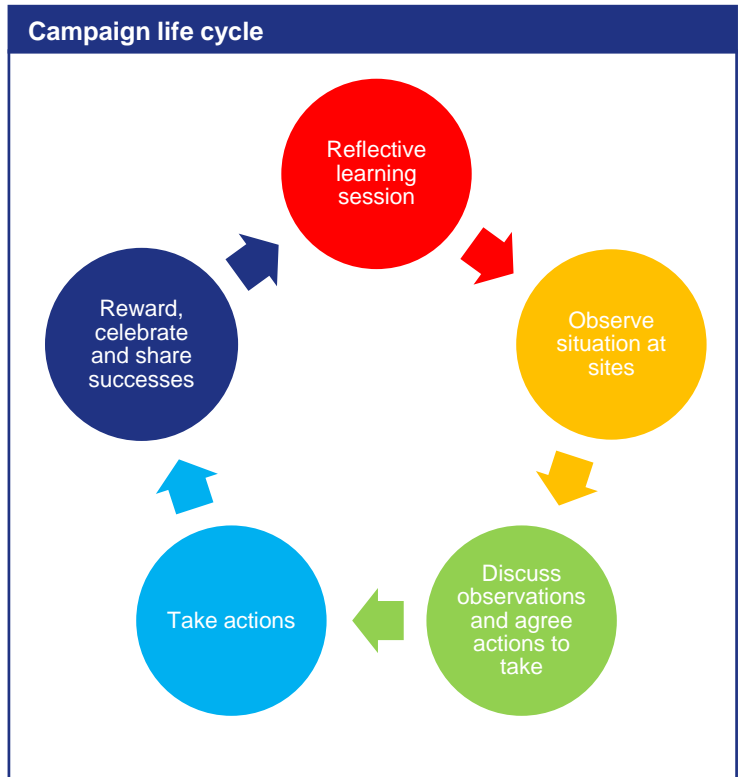 Campaign life cycle
Reflective
learning
session
Observe
situation at
sites
Discuss
observations
and agree
actions to
take
Take actions
Reward,
celebrate
and share
successes